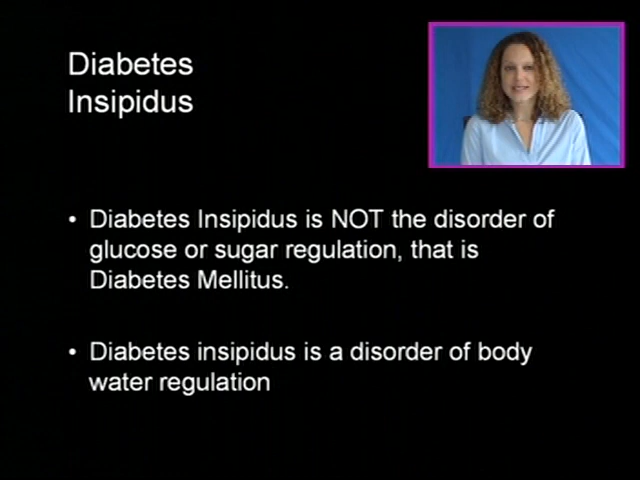 Diabetes
Insipidus
• Diabetes Insipidus is NOT the disorder of
glucose or sugar regulation, that is
Diabetes Mellitus.
• Diabetes insipidus is a disorder of body
water regulation